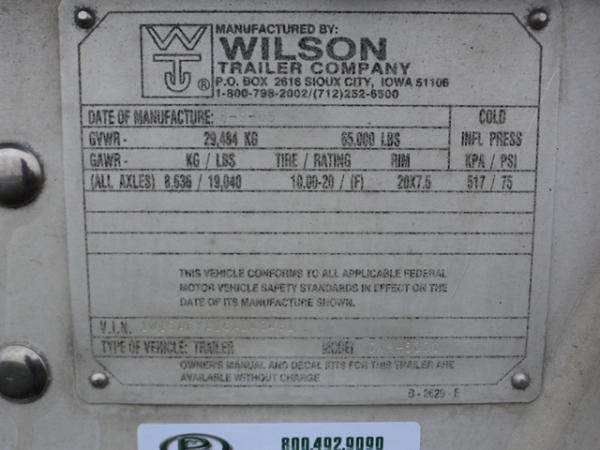 MANUFACTURED BY:
WILSON
TRAILER COMPANY
P.O. BOX 2616 SIOUX CITY, IOWA 51106
1-800-798-2002/(712)252-6500
DATE OF MANUFACTURE: COLD
GVWR - 29,484 KG 65,000 LBS INFL PRESS
GAWR - KG / LBS TIRE / RATING RIM KPA / PSI
(ALL AXLES) 8,636 / 19,040 10.00-20 / (F) 20X7.5 517 / 75
THIS VEHICLE CONFORMS TO ALL APPLICABLE FEDERAL
MOTOR VEHICLE SAFETY STANDARDS IN EFFECT ON THE
DATE OF ITS MANUFACTURE SHOWN.
V.I.N.
TYPE OF VEHICLE: TRAILER MODEL
OWNER'S MANUAL AND DECAL KITS FOR THIS TRAILER ARE
AVAILABLE WITHOUT CHARGE
B - 2629 - E
800.492.9090